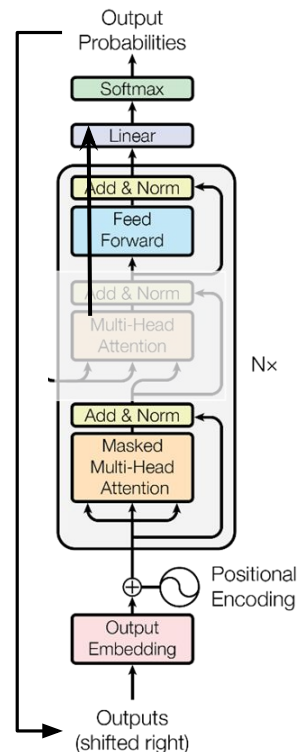 Output
Probabilities
Softmax
Linear
Add & Norm
Feed
Forward
Add & Norm
Multi-Head
Attention
N×
Add & Norm
Masked
Multi-Head
Attention
Positional
Encoding
Output
Embedding
Outputs
(shifted right)